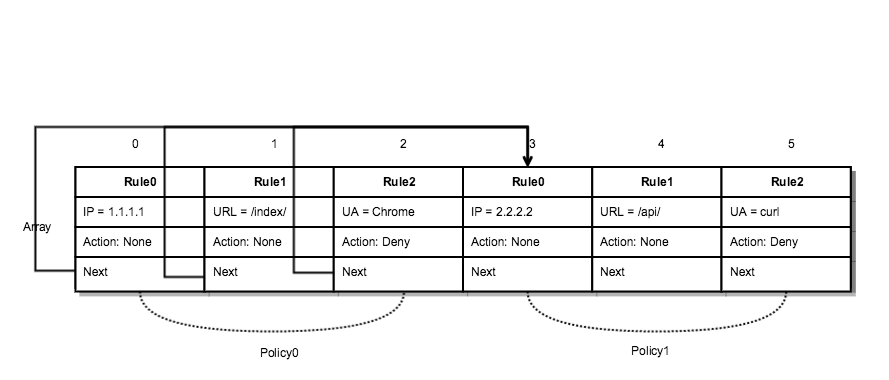 0 1 2 3 4 5
Rule0 Rule1 Rule2 Rule0 Rule1 Rule2
IP = 1.1.1.1 URL = /index/ UA = Chrome IP = 2.2.2.2 URL = /api/ UA = curl
Array
Action: None Action: None Action: Deny Action: None Action: None Action: Deny
Next Next Next Next Next Next
Policy0 Policy1